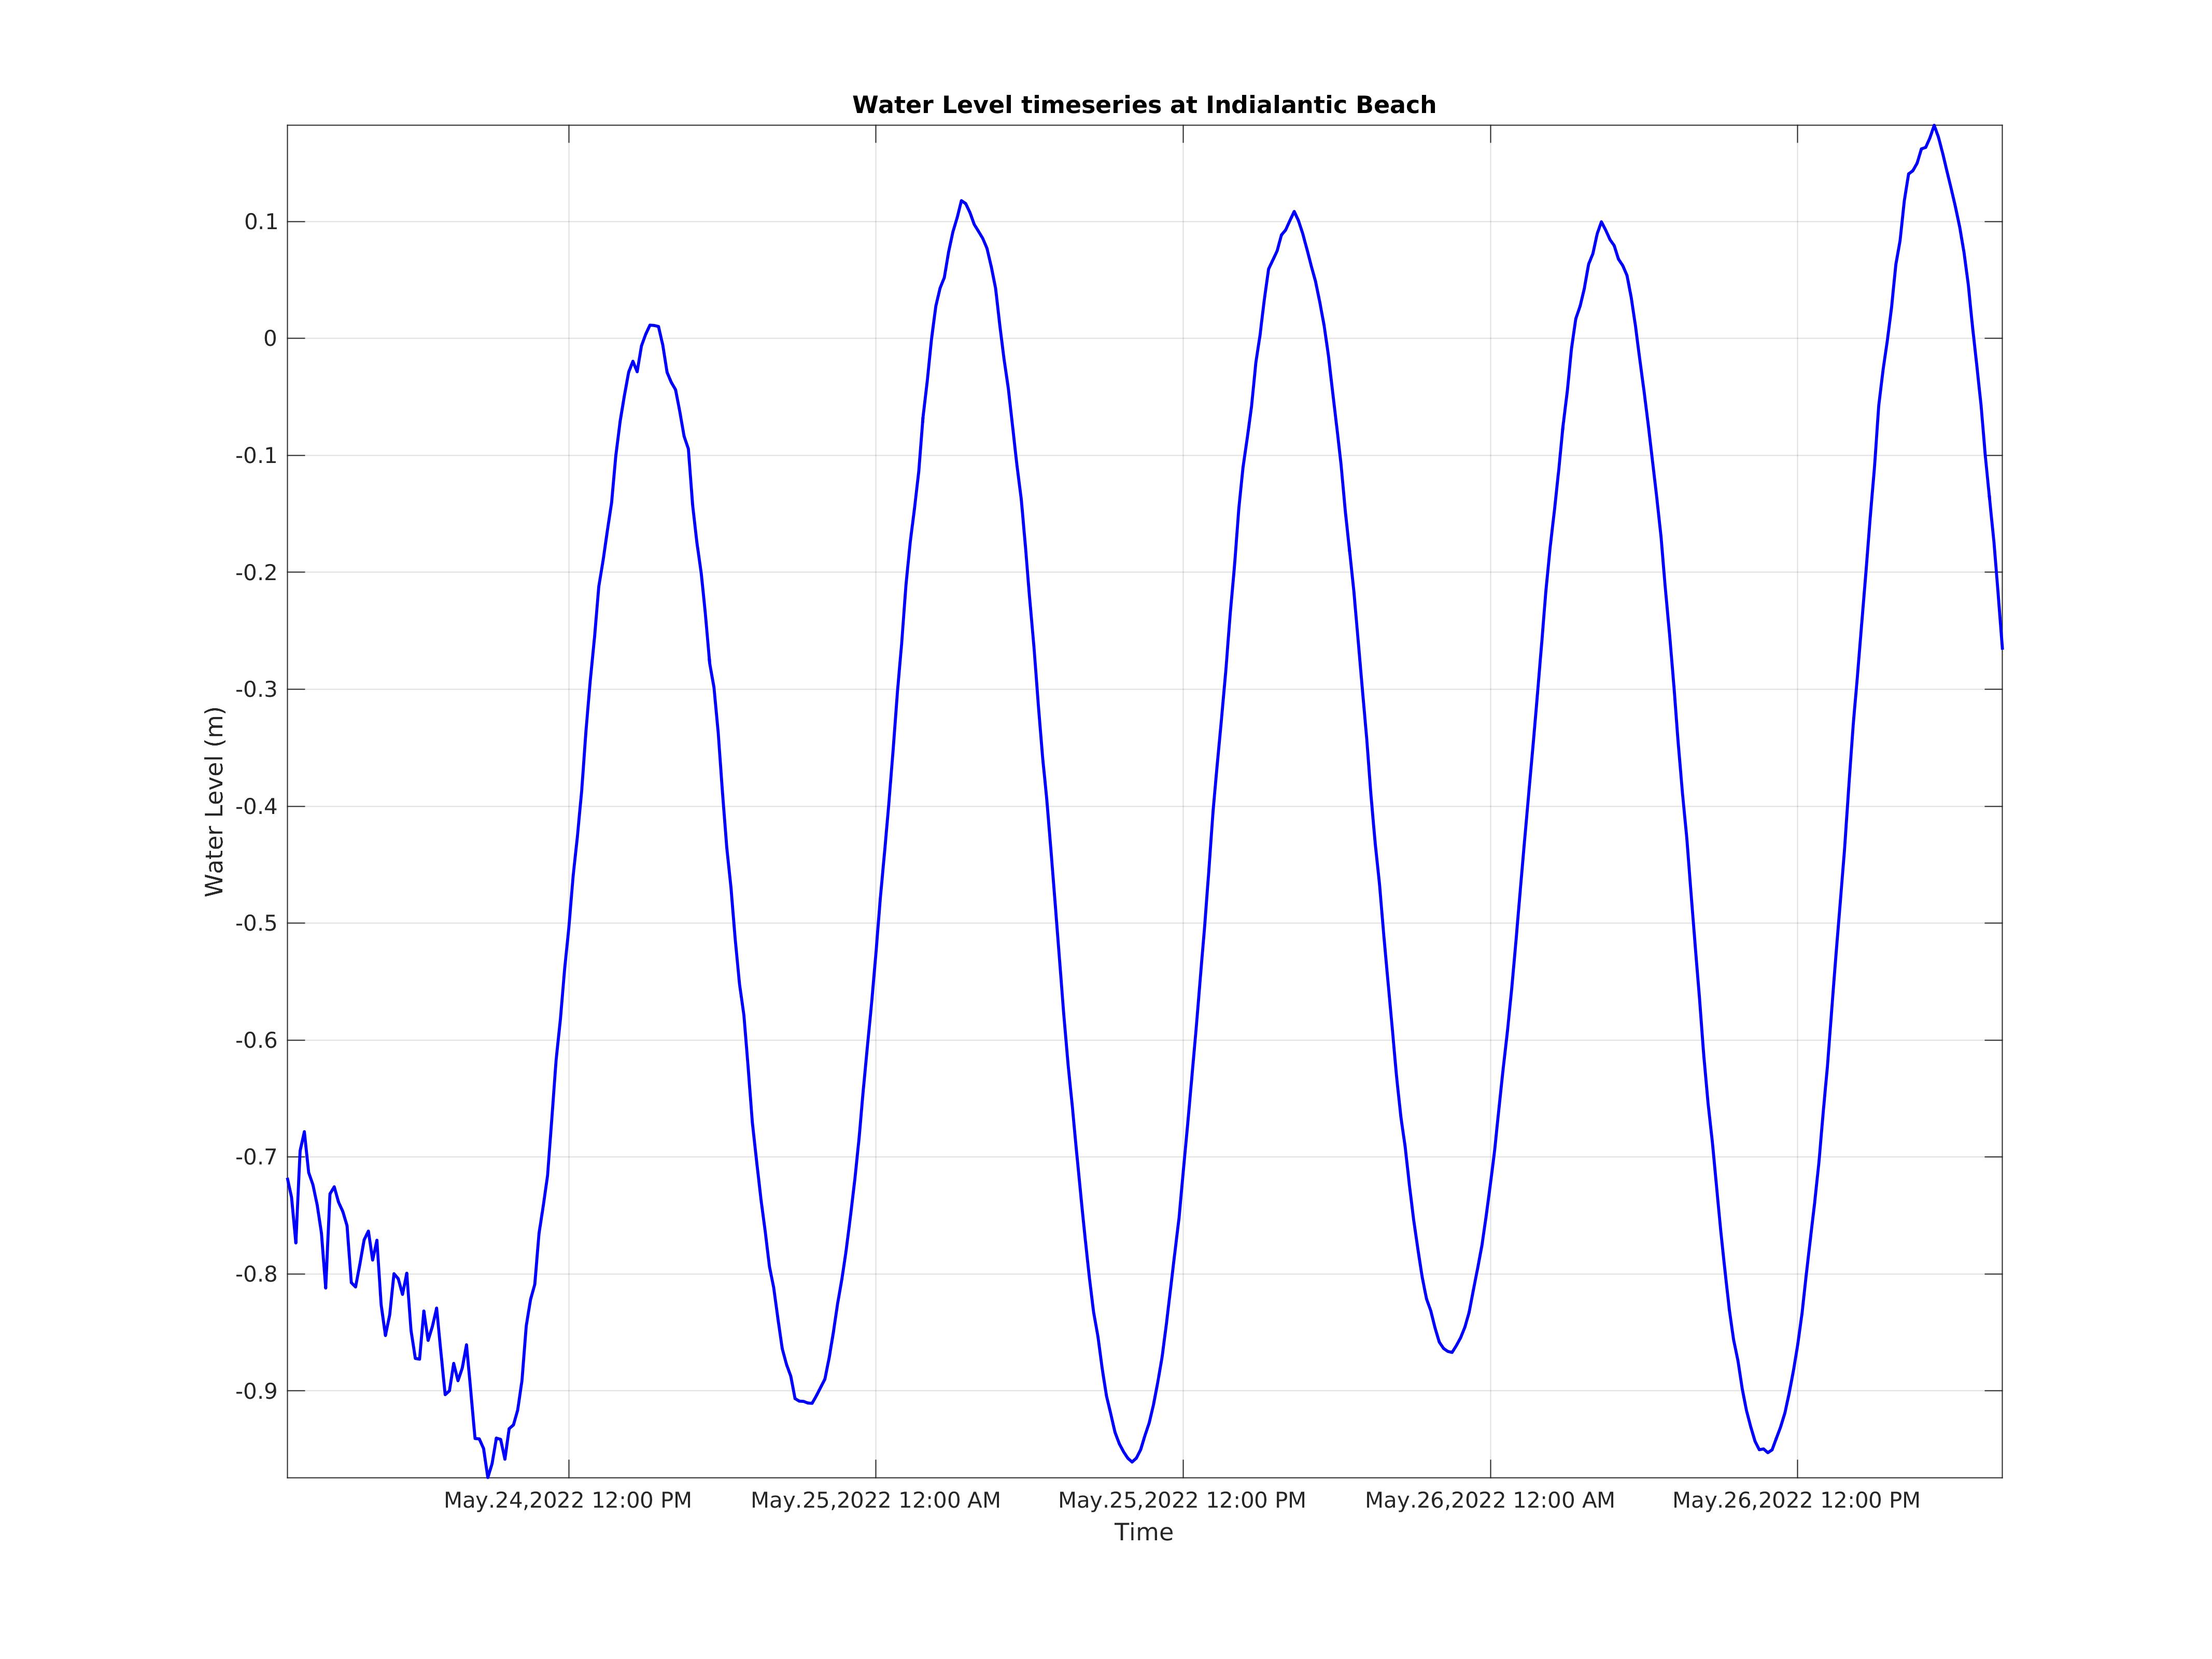 Water Level timeseries at Indialantic Beach
0.1
0
-0.1
-0.2
-0.3
-0.4
-0.5
-0.6
-0.7
-0.8
-0.9
Water Level (m)
May.24,2022 12:00 PM
May.25,2022 12:00 AM
May.25,2022 12:00 PM
May.26,2022 12:00 AM
May.26,2022 12:00 PM
Time